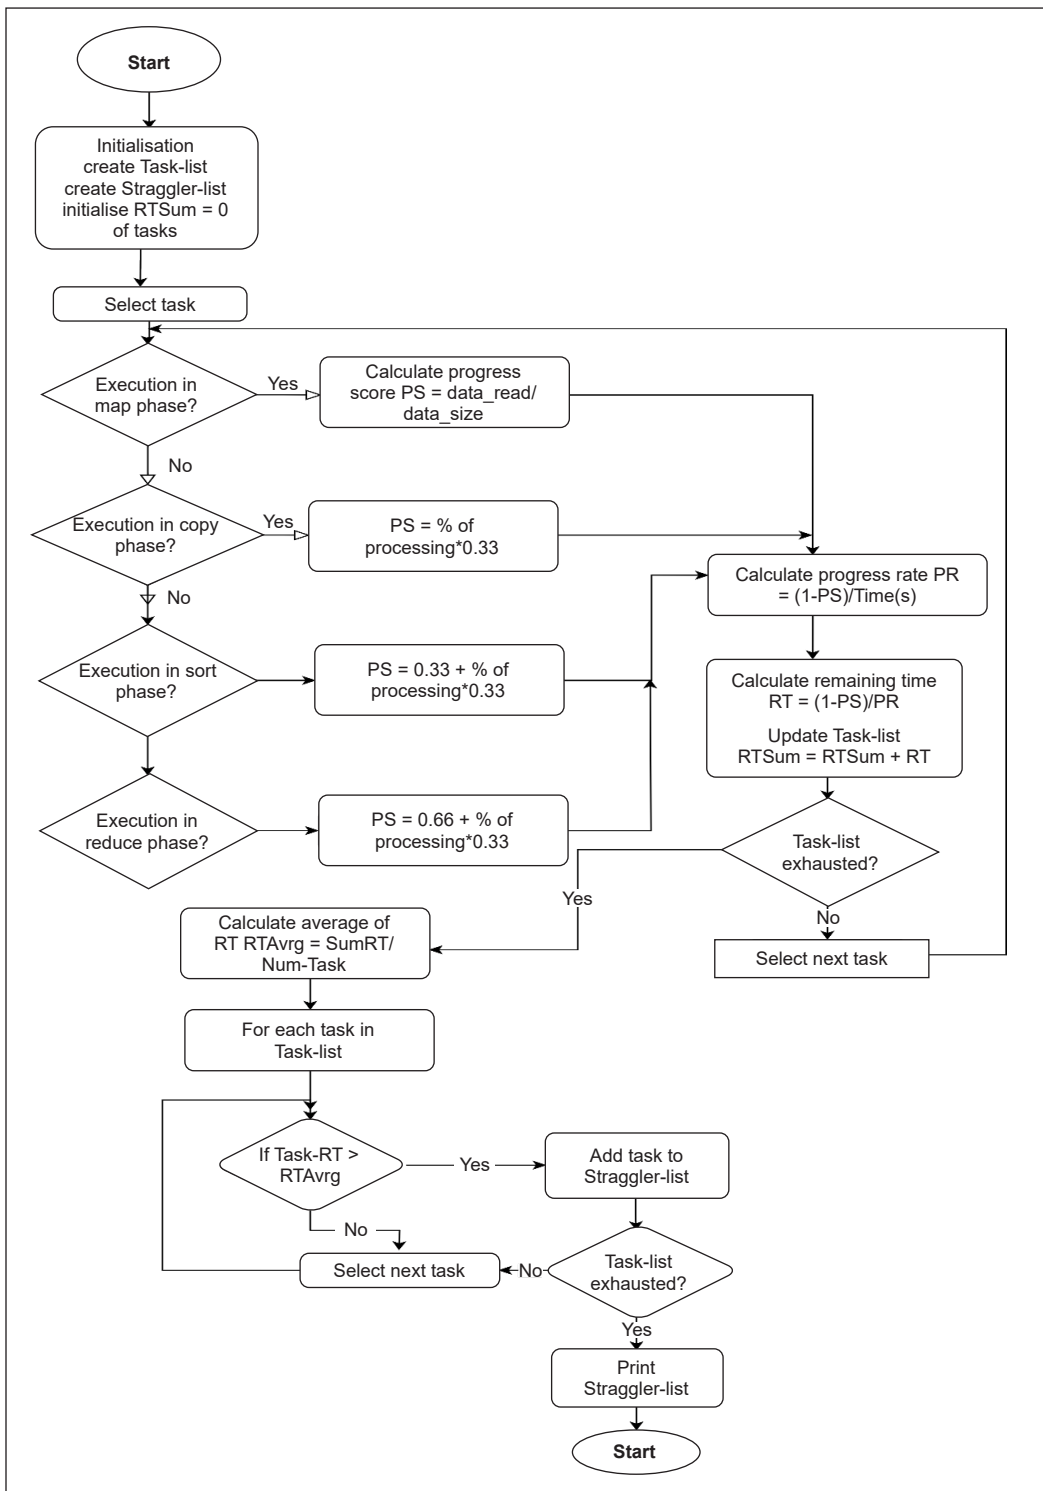 Start
Initialisation
create Task-list
create Straggler-list
initialise RTSum = 0
of tasks
Select task
Execution in
map phase?
Yes
Calculate progress
score PS = data_read/
data_size
No
Execution in copy
phase?
Yes
PS = % of
processing*0.33
Calculate progress rate PR
= (1-PS)/Time(s)
No
Execution in sort
phase?
PS = 0.33 + % of
processing*0.33
Calculate remaining time
RT = (1-PS)/PR
Update Task-list
RTSum = RTSum + RT
Execution in
reduce phase?
PS = 0.66 + % of
processing*0.33
Task-list
exhausted?
Yes
No
Select next task
Calculate average of
RT RTAvrg = SumRT/
Num-Task
For each task in
Task-list
If Task-RT >
RTAvrg
Yes
Add task to
Straggler-list
No
Select next task
No
Task-list
exhausted?
Yes
Print
Straggler-list
Start